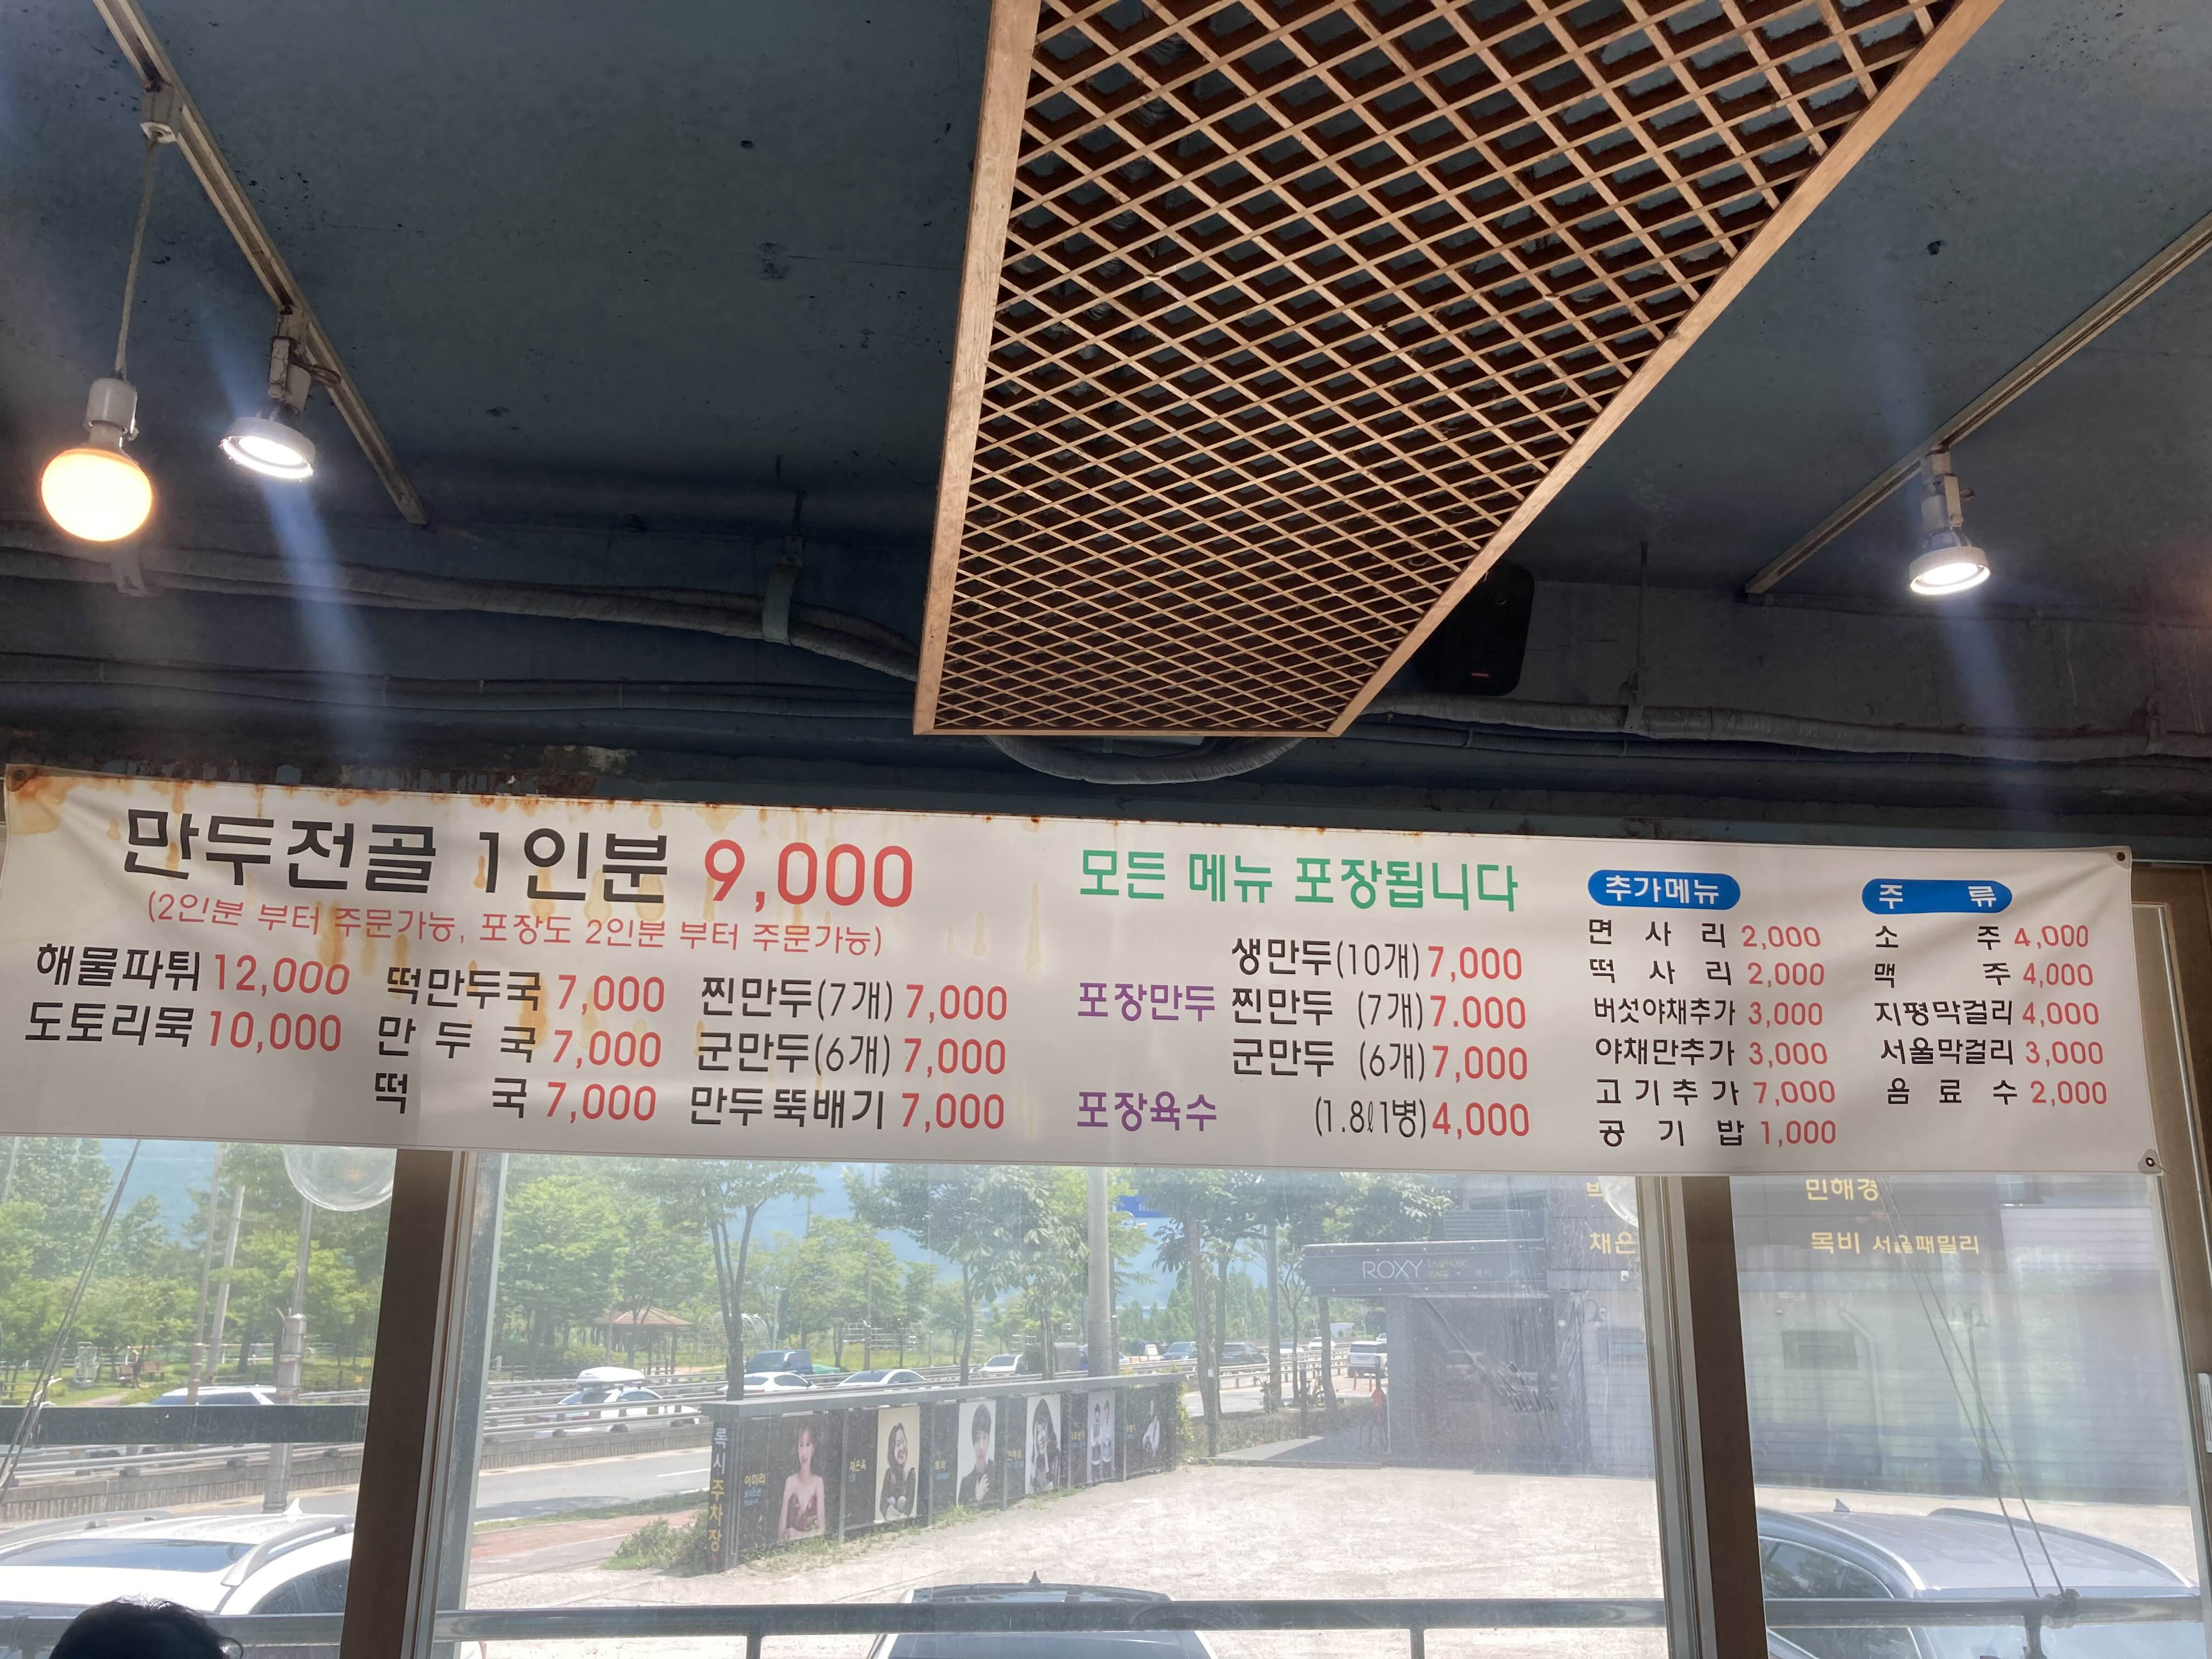 만두전골 1인분 9,000
(2인분 부터 주문가능, 포장도 2인분 부터 주문가능)
해물파튀 12,000
도토리묵 10,000
떡만두국 7,000
만 두 국 7,000
떡 국 7,000
찐만두(7개) 7,000
군만두(6개) 7,000
만두뚝배기 7,000
모든 메뉴 포장됩니다
생만두(10개) 7,000
포장만두 찐만두 (7개) 7.000
군만두 (6개) 7,000
포장육수 (1.8ℓ1병) 4,000
추가메뉴
면 사 리 2,000
떡 사 리 2,000
버섯야채추가 3,000
야채만추가 3,000
고기추가 7,000
공 기 밥 1,000
주 류
소 주 4,000
맥 주 4,000
지평막걸리 4,000
서울막걸리 3,000
음 료 수 2,000
민해경
채은
목비 서울패밀리
ROXY
록시 주차장
이미리